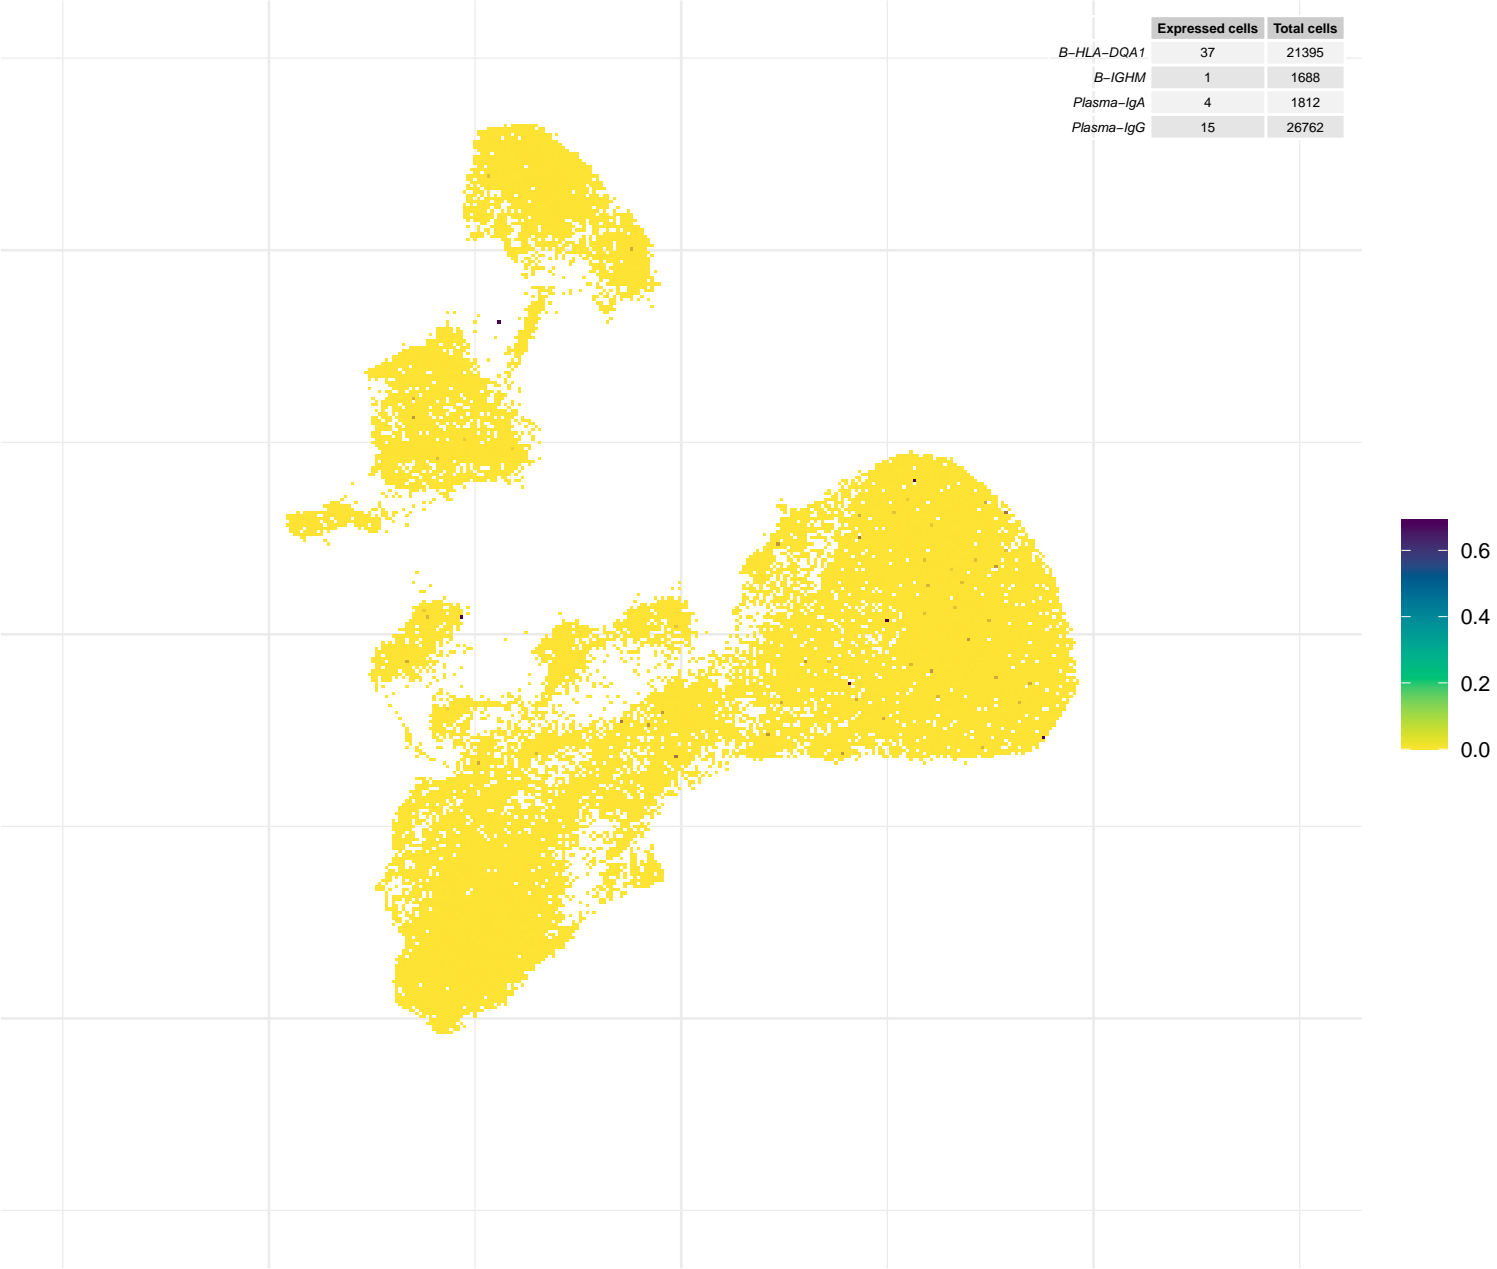 Expressed cells Total cells
B−HLA−DQA1 37 21395
B−IGHM 1 1688
Plasma−IgA 4 1812
Plasma−IgG 15 26762
0.6
0.4
0.2
0.0